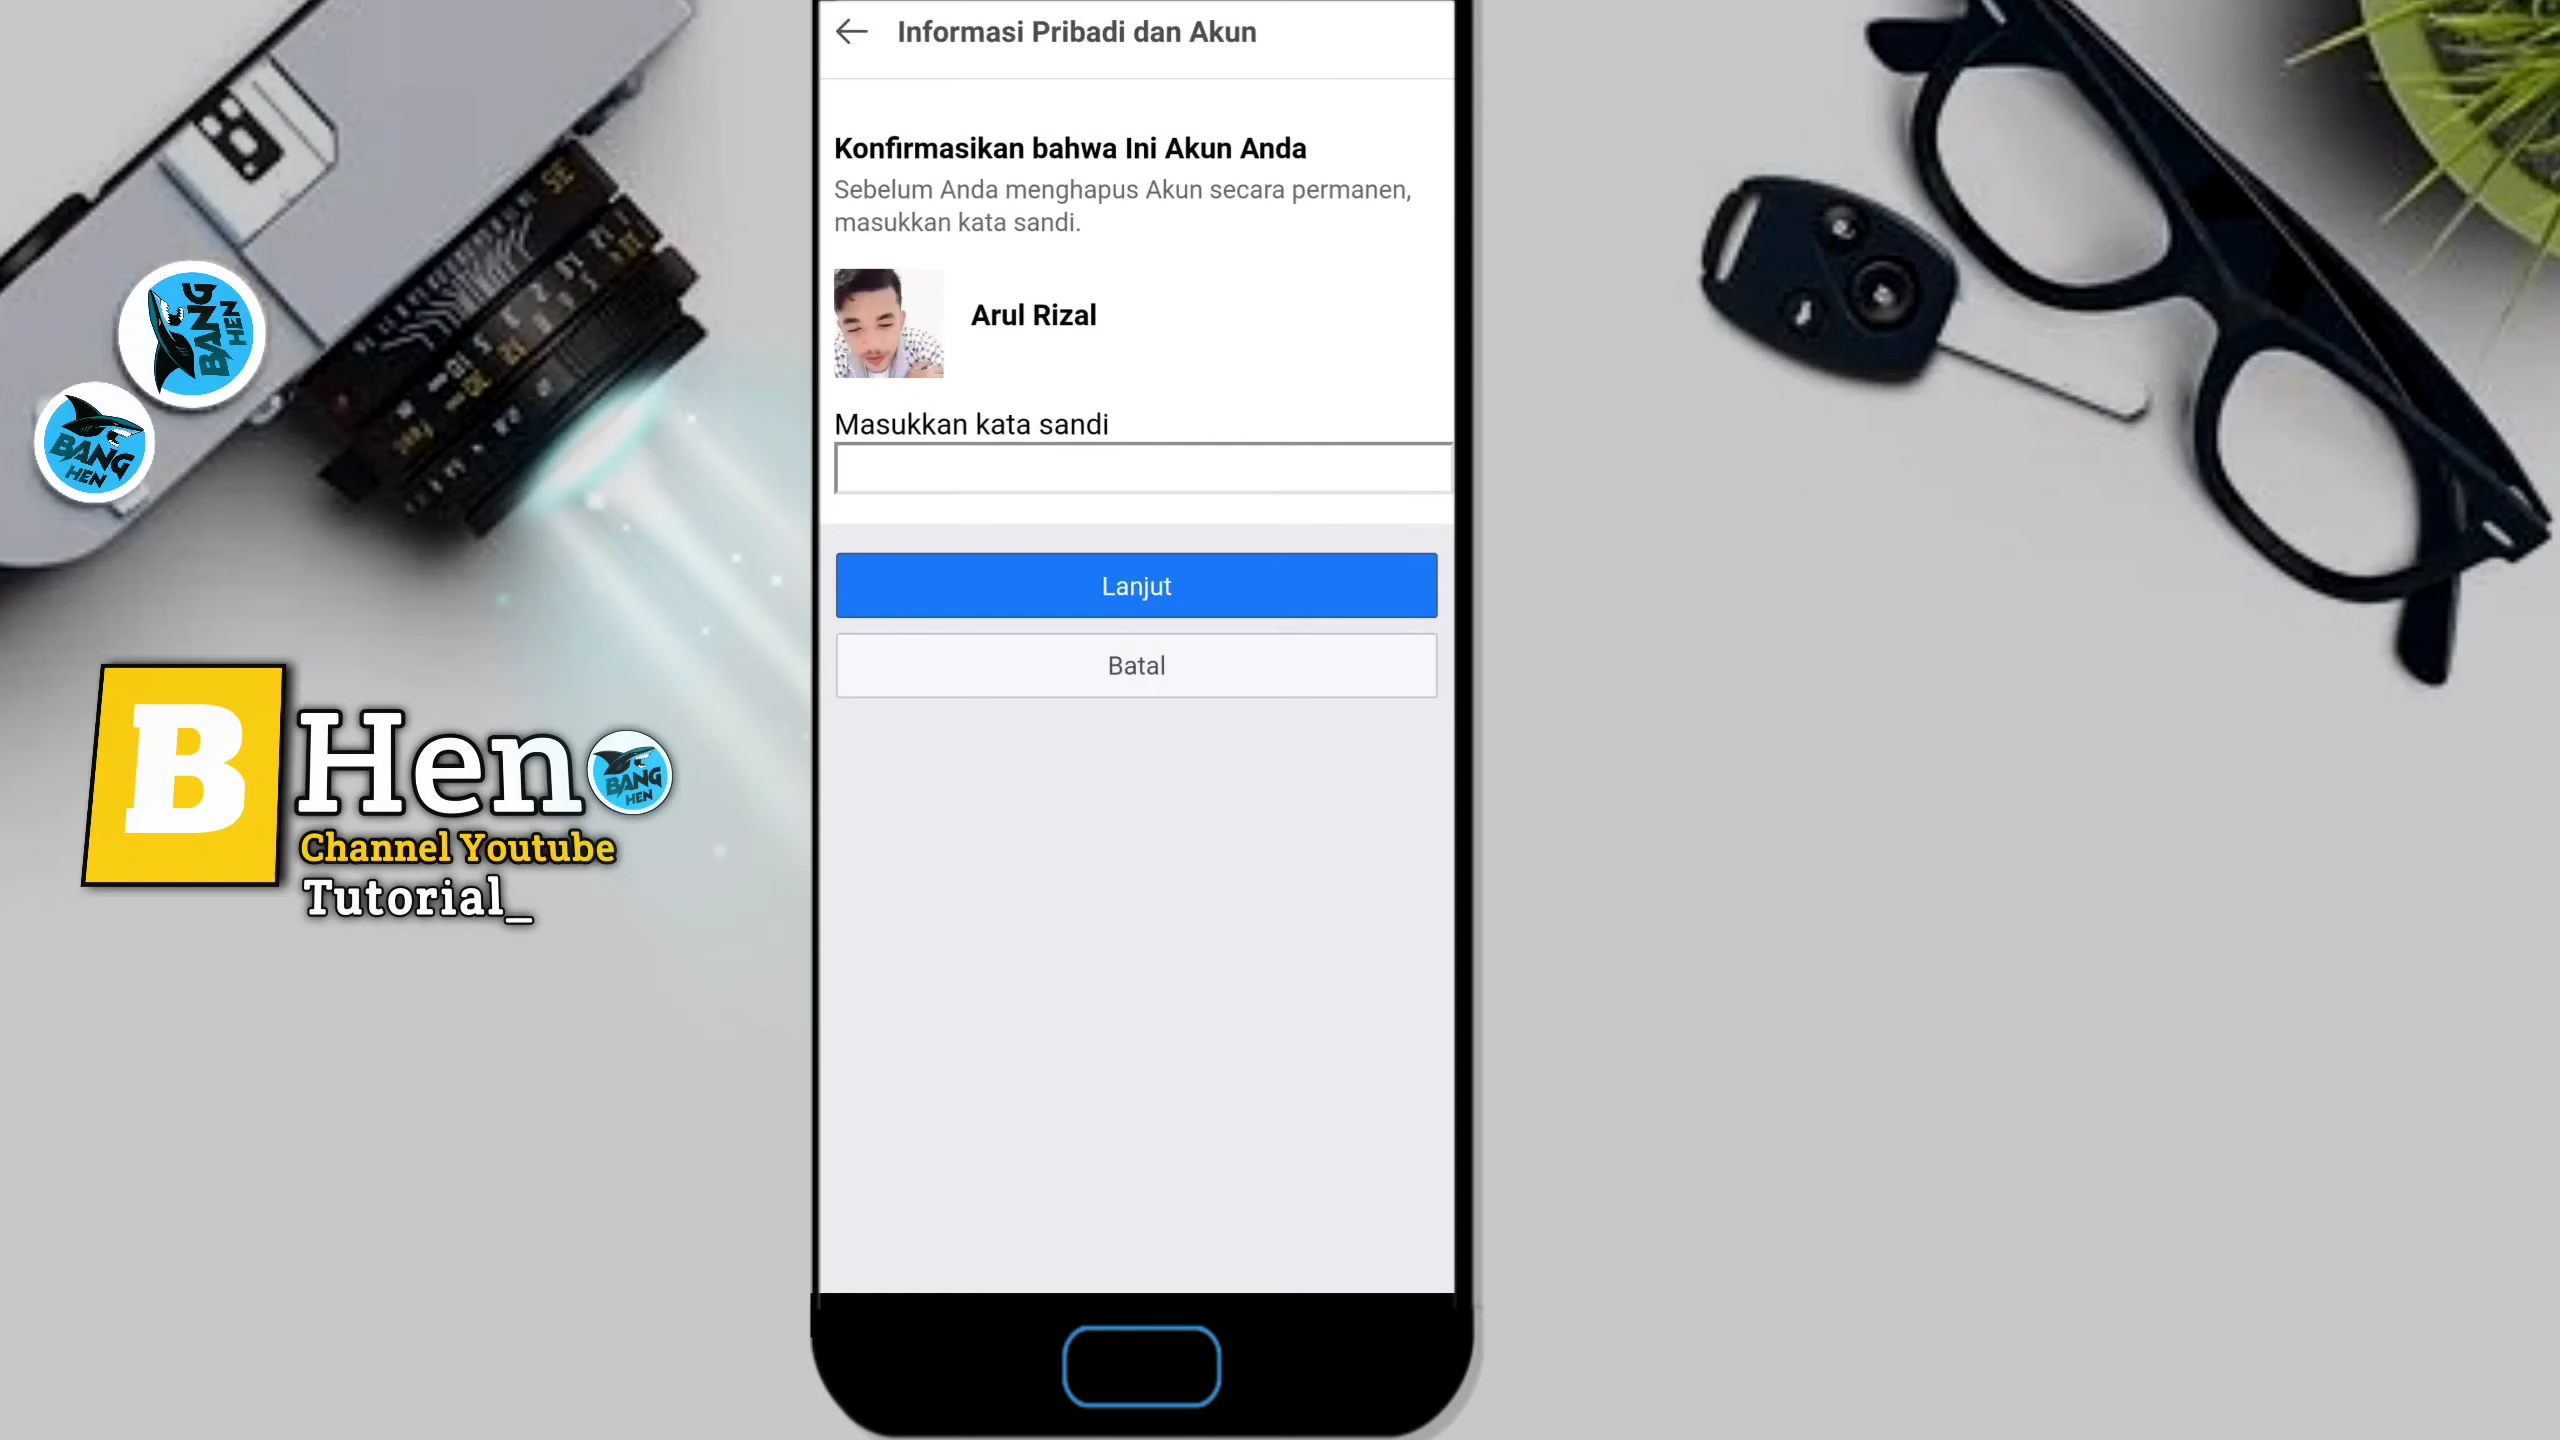 Informasi Pribadi dan Akun
Konfirmasikan bahwa Ini Akun Anda
Sebelum Anda menghapus Akun secara permanen,
masukkan kata sandi.
Arul Rizal
Masukkan kata sandi
Lanjut
Batal
BANG
HEN
BANG
HEN
B Hen
BANG
HEN
Channel Youtube
Tutorial_